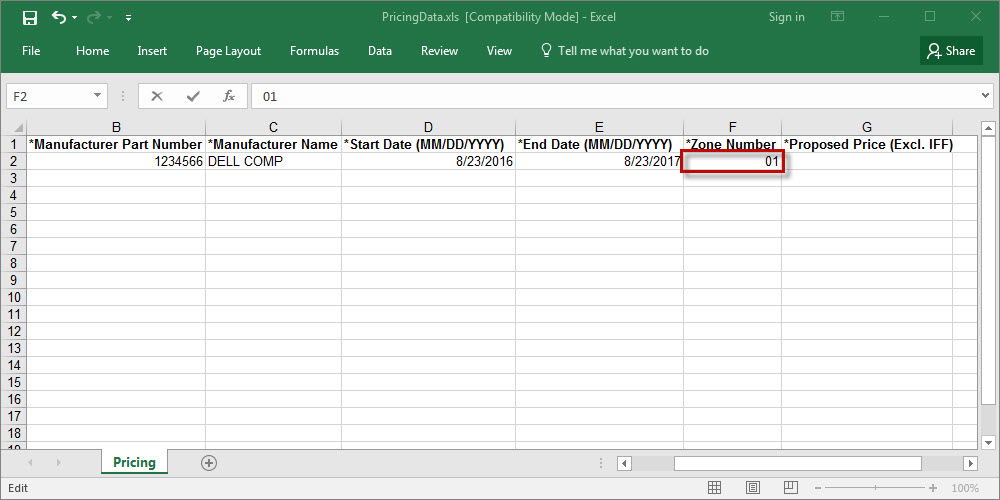 PricingData.xls [Compatibility Mode] - Excel Sign in
File Home Insert Page Layout Formulas Data Review View Tell me what you want to do Share
F2 fx 01
B C D E F G
1 *Manufacturer Part Number *Manufacturer Name *Start Date (MM/DD/YYYY) *End Date (MM/DD/YYYY) *Zone Number *Proposed Price (Excl. IFF)
2 1234566 DELL COMP 8/23/2016 8/23/2017 01
3
4
5
6
7
8
9
10
11
12
13
14
15
16
17
18
19
Pricing
Edit 100%